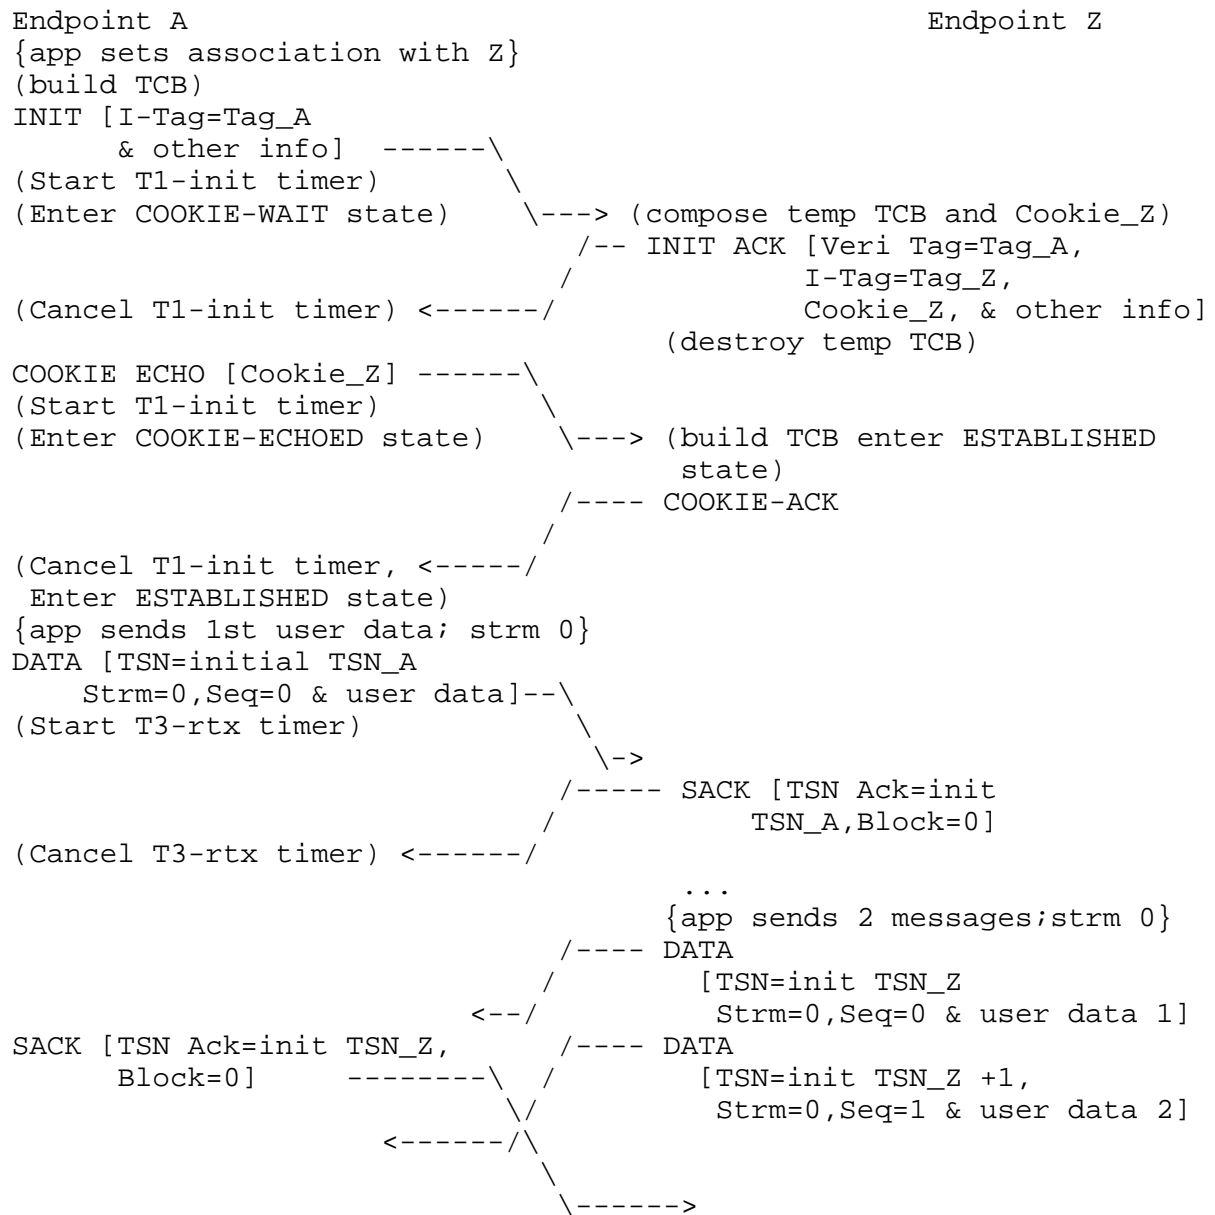 Endpoint A                                          Endpoint Z
{app sets association with Z}
(build TCB)
INIT [I-Tag=Tag_A
      & other info]  ------\
(Start T1-init timer)       \
(Enter COOKIE-WAIT state)    \---> (compose temp TCB and Cookie_Z)
                                /-- INIT ACK [Veri Tag=Tag_A,
                               /             I-Tag=Tag_Z,
(Cancel T1-init timer) <------/              Cookie_Z, & other info]
                                     (destroy temp TCB)
COOKIE ECHO [Cookie_Z] ------\
(Start T1-init timer)         \
(Enter COOKIE-ECHOED state)    \---> (build TCB enter ESTABLISHED
                                      state)
                               /---- COOKIE-ACK
                              /
(Cancel T1-init timer, <-----/
 Enter ESTABLISHED state)
{app sends 1st user data; strm 0}
DATA [TSN=initial TSN_A
    Strm=0,Seq=0 & user data]--\
(Start T3-rtx timer)            \
                                 \->
                               /----- SACK [TSN Ack=init
                              /           TSN_A,Block=0]
(Cancel T3-rtx timer) <------/
                                      ...
                                     {app sends 2 messages;strm 0}
                               /---- DATA
                              /        [TSN=init TSN_Z
                          <--/          Strm=0,Seq=0 & user data 1]
SACK [TSN Ack=init TSN_Z,      /---- DATA
      Block=0]     --------\  /        [TSN=init TSN_Z +1,
                            \/          Strm=0,Seq=1 & user data 2]
                     <------/\
                              \
                               \------>